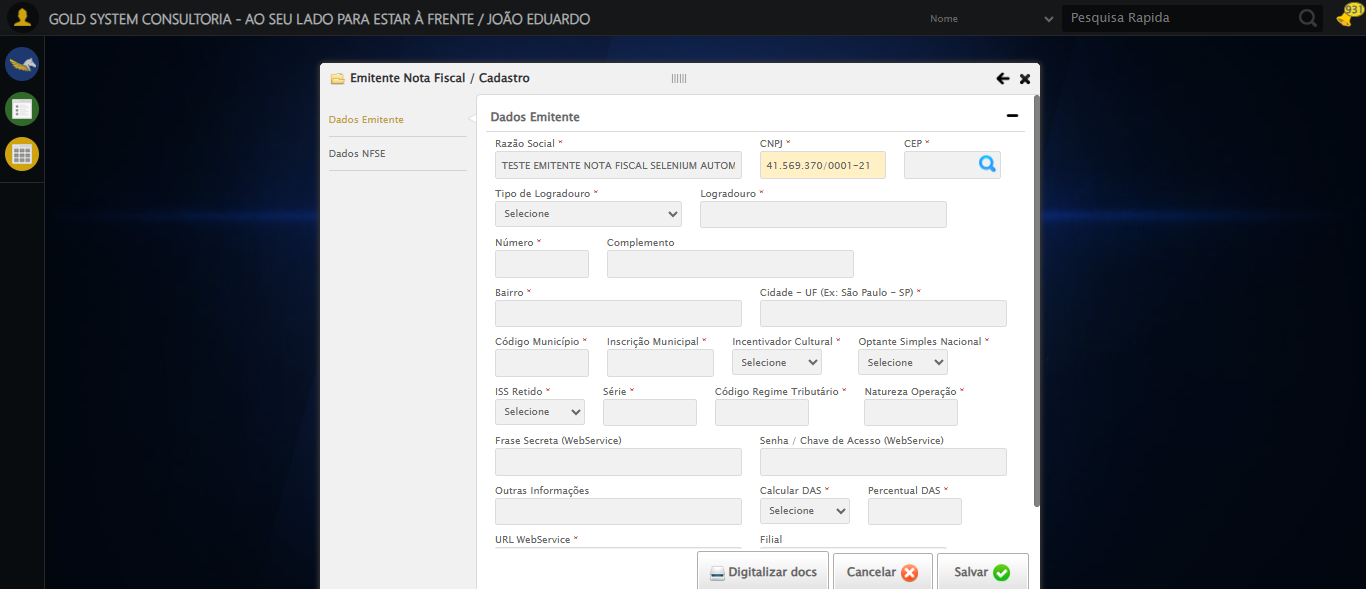 GOLD SYSTEM CONSULTORIA - AO SEU LADO PARA ESTAR À FRENTE / JOÃO EDUARDO
Nome
Pesquisa Rapida
931
Emitente Nota Fiscal / Cadastro
Dados Emitente
Dados NFSE
Dados Emitente
Razão Social *
CNPJ *
CEP *
TESTE EMITENTE NOTA FISCAL SELENIUM AUTOM
41.569.370/0001-21
Tipo de Logradouro *
Logradouro *
Selecione
Número *
Complemento
Bairro *
Cidade - UF (Ex: São Paulo - SP) *
Código Município *
Inscrição Municipal *
Incentivador Cultural *
Optante Simples Nacional *
Selecione
Selecione
ISS Retido *
Série *
Código Regime Tributário *
Natureza Operação *
Selecione
Frase Secreta (WebService)
Senha / Chave de Acesso (WebService)
Outras Informações
Calcular DAS *
Percentual DAS *
Selecione
URL WebService *
Filial
Digitalizar docs
Cancelar
Salvar